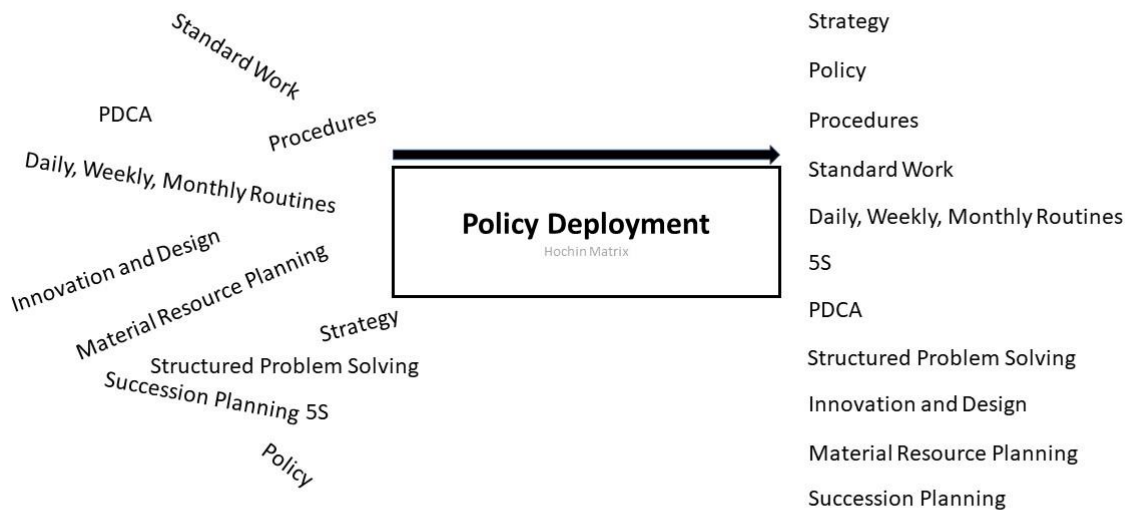 Standard Work
PDCA
Procedures
Daily, Weekly, Monthly Routines
Innovation and Design
Material Resource Planning
Strategy
Structured Problem Solving
Succession Planning 5S
Policy
Policy Deployment
Hochin Matrix
Strategy
Policy
Procedures
Standard Work
Daily, Weekly, Monthly Routines
5S
PDCA
Structured Problem Solving
Innovation and Design
Material Resource Planning
Succession Planning